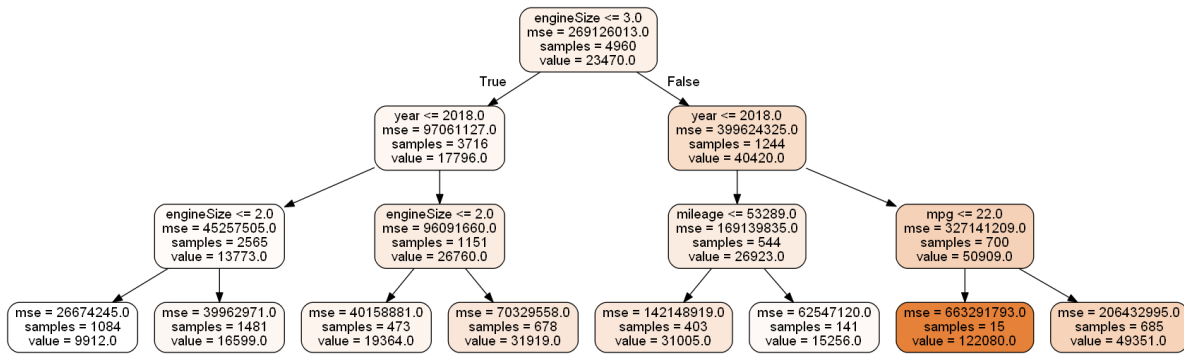 engineSize <= 3.0
mse = 269126013.0
samples = 4960
value = 23470.0
True
False
year <= 2018.0
mse = 97061127.0
samples = 3716
value = 17796.0
year <= 2018.0
mse = 399624325.0
samples = 1244
value = 40420.0
engineSize <= 2.0
mse = 45257505.0
samples = 2565
value = 13773.0
engineSize <= 2.0
mse = 96091660.0
samples = 1151
value = 26760.0
mileage <= 53289.0
mse = 169139835.0
samples = 544
value = 26923.0
mpg <= 22.0
mse = 327141209.0
samples = 700
value = 50909.0
mse = 26674245.0
samples = 1084
value = 9912.0
mse = 39962971.0
samples = 1481
value = 16599.0
mse = 40158881.0
samples = 473
value = 19364.0
mse = 70329558.0
samples = 678
value = 31919.0
mse = 142148919.0
samples = 403
value = 31005.0
mse = 62547120.0
samples = 141
value = 15256.0
mse = 663291793.0
samples = 15
value = 122080.0
mse = 206432995.0
samples = 685
value = 49351.0